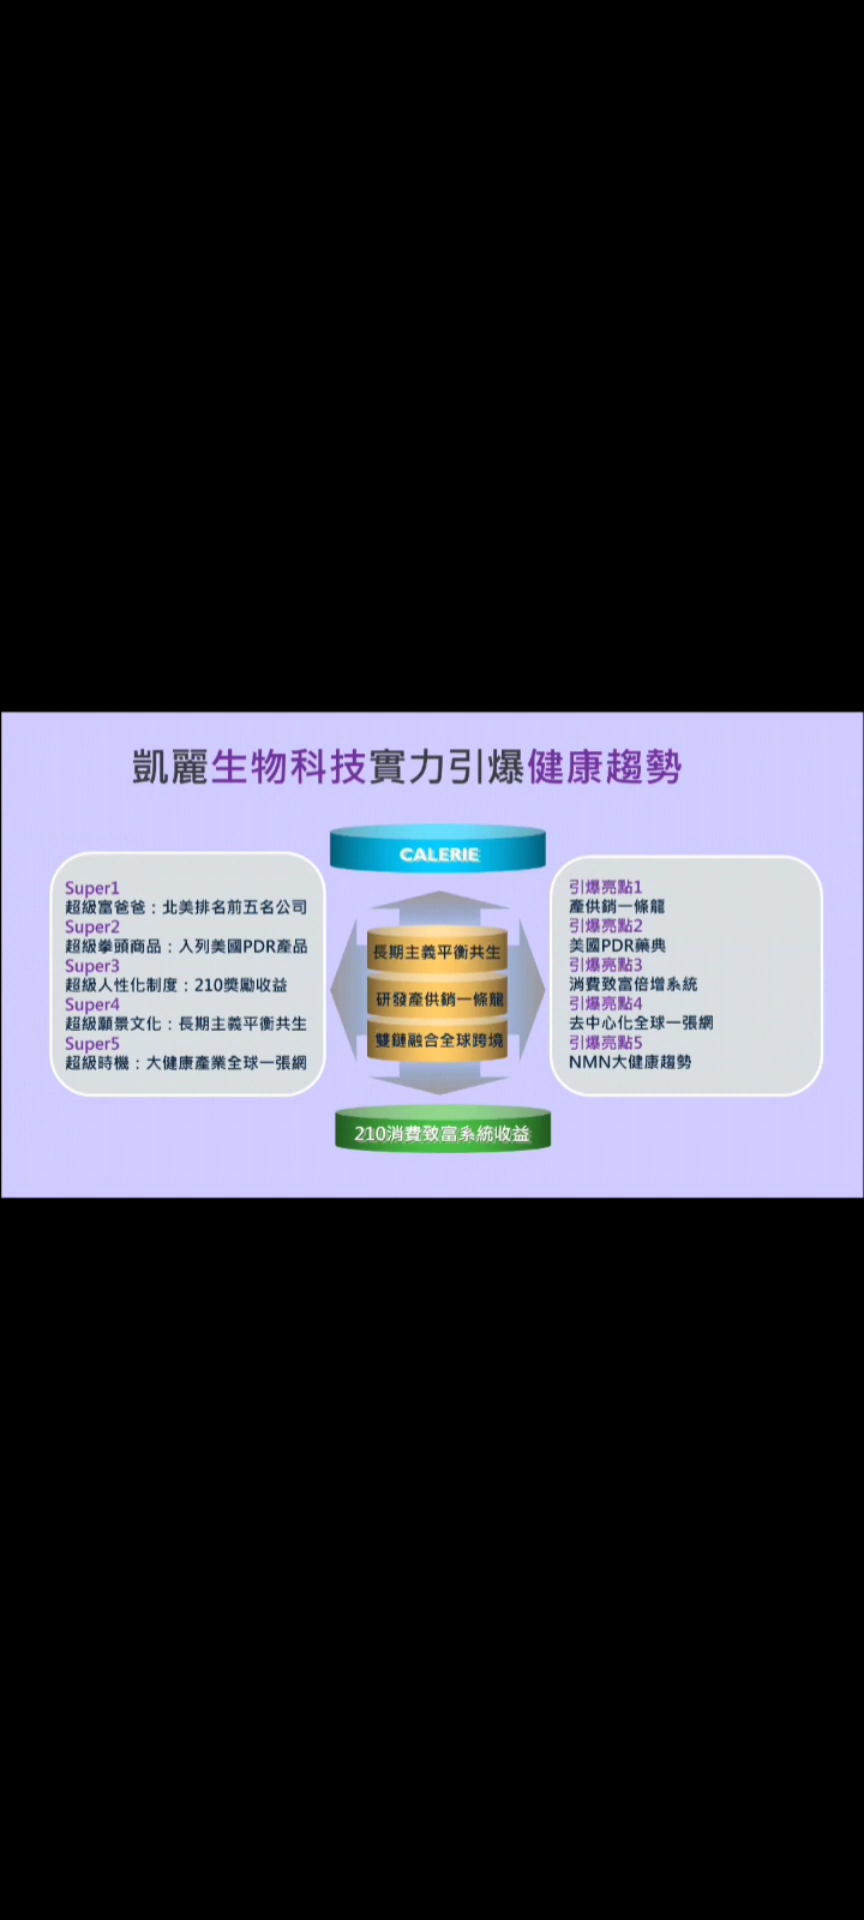 凱麗生物科技實力引爆健康趨勢
CALERIE
Super1
超級富爸爸：北美排名前五名公司
Super2
超級拳頭商品：入列美國PDR產品
Super3
超級人性化制度：210獎勵收益
Super4
超級願景文化：長期主義平衡共生
Super5
超級時機：大健康產業全球一張網
長期主義平衡共生
研發產供銷一條龍
雙鏈融合全球跨境
引爆亮點1
產供銷一條龍
引爆亮點2
美國PDR藥典
引爆亮點3
消費致富倍增系統
引爆亮點4
去中心化全球一張網
引爆亮點5
NMN大健康趨勢
210消費致富系統收益